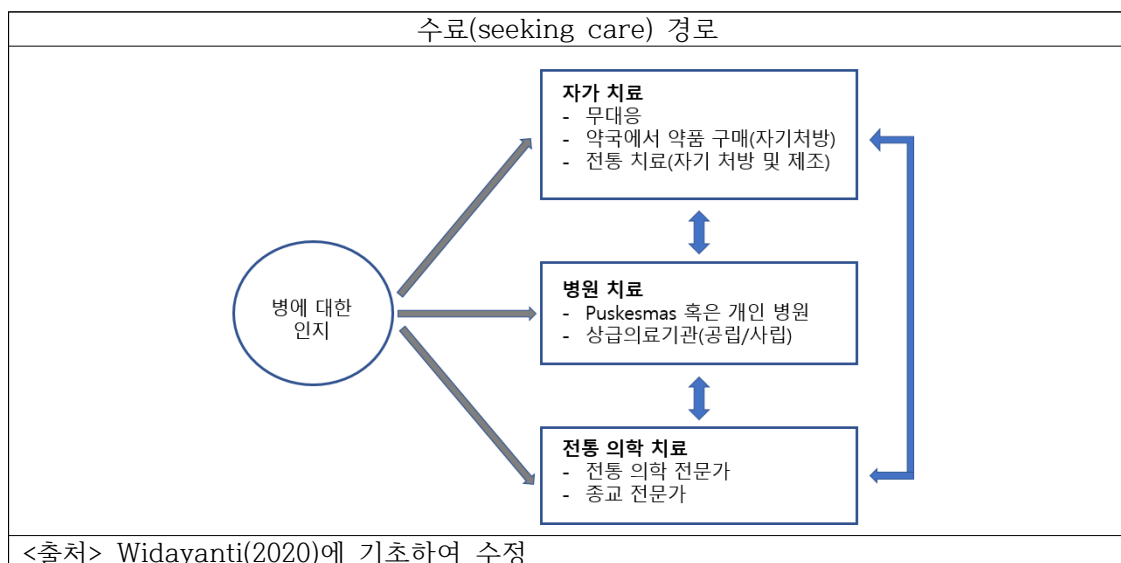 수료(seeking care) 경로
자가 치료
- 무대응
- 약국에서 약품 구매(자기처방)
- 전통 치료(자기 처방 및 제조)
병에 대한
인지
병원 치료
- Puskesmas 혹은 개인 병원
- 상급의료기관(공립/사립)
전통 의학 치료
- 전통 의학 전문가
- 종교 전문가
<출처> Widayanti(2020)에 기초하여 수정